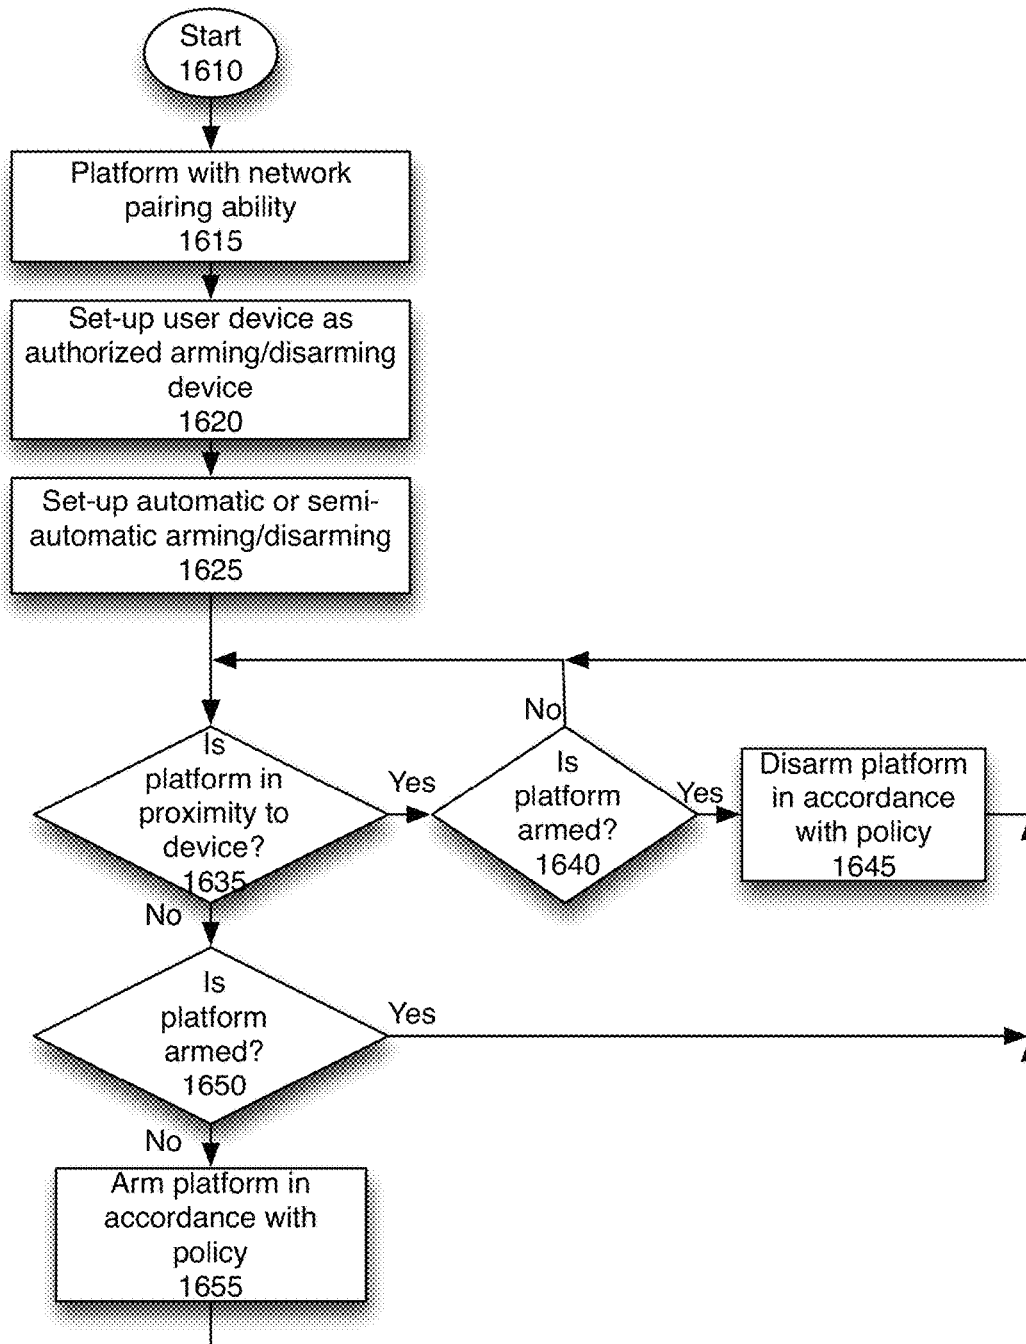 Start
1610
Platform with network
pairing ability
1615
Set-up user device as
authorized arming/disarming
device
1620
Set-up automatic or semi-
automatic arming/disarming
1625
Is
platform in
proximity to
device?
1635
Yes
No
No
Is
platform
armed?
1640
Yes
Disarm platform
in accordance
with policy
1645
Is
platform
armed?
1650
Yes
No
Arm platform in
accordance with
policy
1655